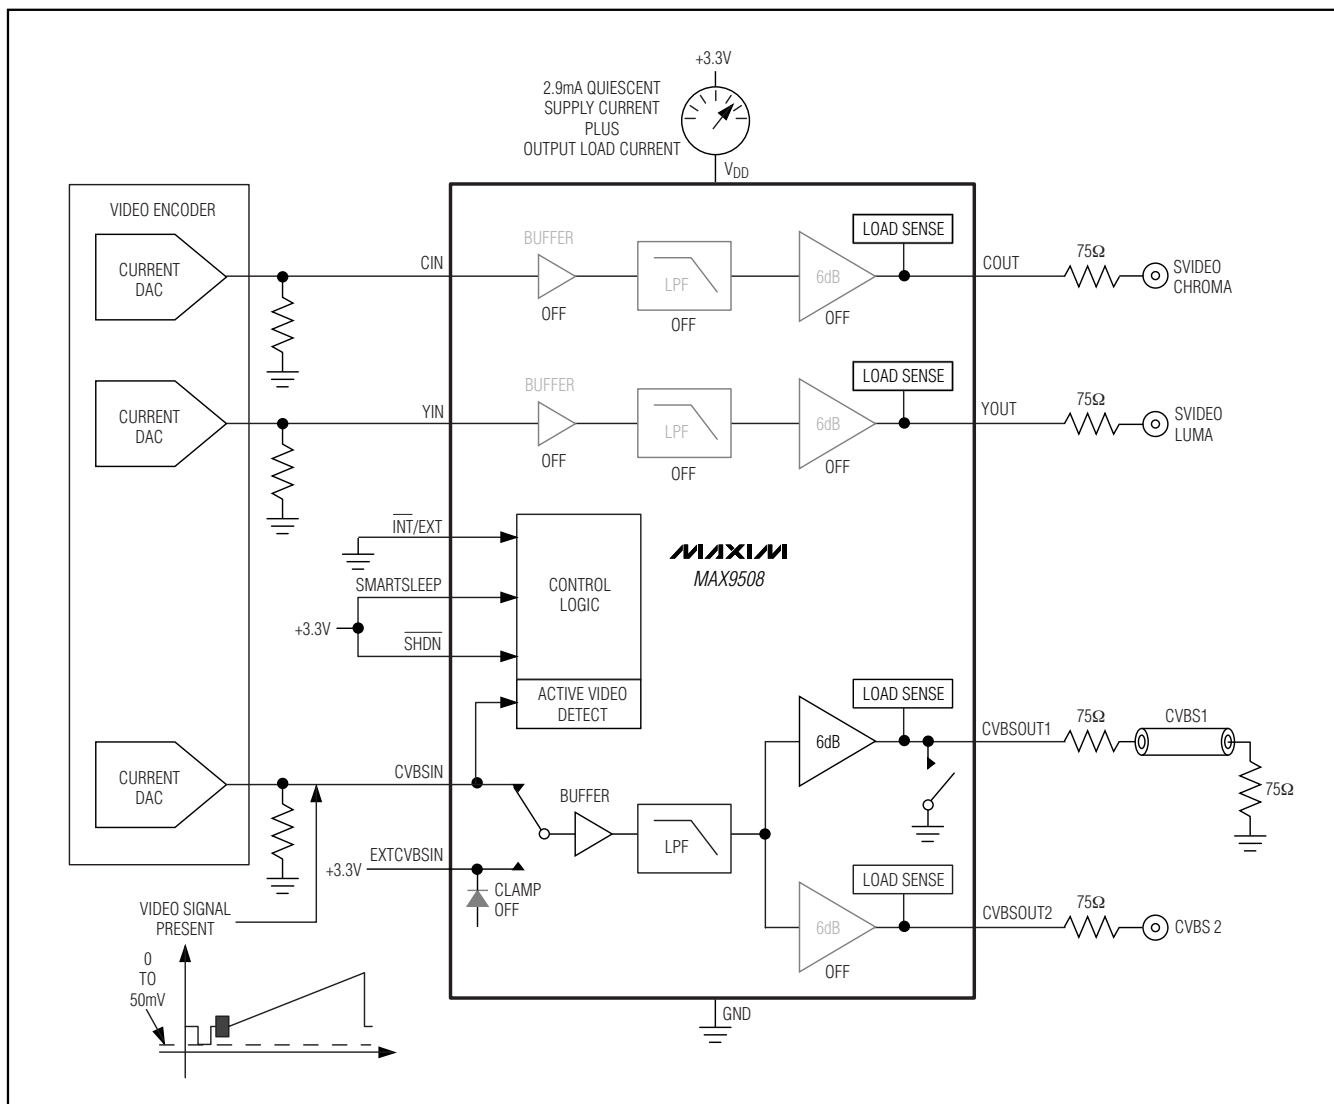 +3.3V
2.9mA QUIESCENT
SUPPLY CURRENT
PLUS
OUTPUT LOAD CURRENT
VDD
VIDEO ENCODER
CURRENT
DAC
CIN
BUFFER
OFF
LPF
OFF
6dB
OFF
LOAD SENSE
COUT
75Ω
SVIDEO
CHROMA
CURRENT
DAC
YIN
BUFFER
OFF
LPF
OFF
6dB
OFF
LOAD SENSE
YOUT
75Ω
SVIDEO
LUMA
INT/EXT
SMARTSLEEP
+3.3V
SHDN
CONTROL
LOGIC
ACTIVE VIDEO
DETECT
MAXIM
MAX9508
CURRENT
DAC
CVBSIN
BUFFER
LPF
6dB
LOAD SENSE
CVBSOUT1
75Ω
CVBS1
75Ω
+3.3V
EXTCVBSIN
CLAMP
OFF
6dB
OFF
LOAD SENSE
CVBSOUT2
75Ω
CVBS 2
VIDEO SIGNAL
PRESENT
0
TO
50mV
GND